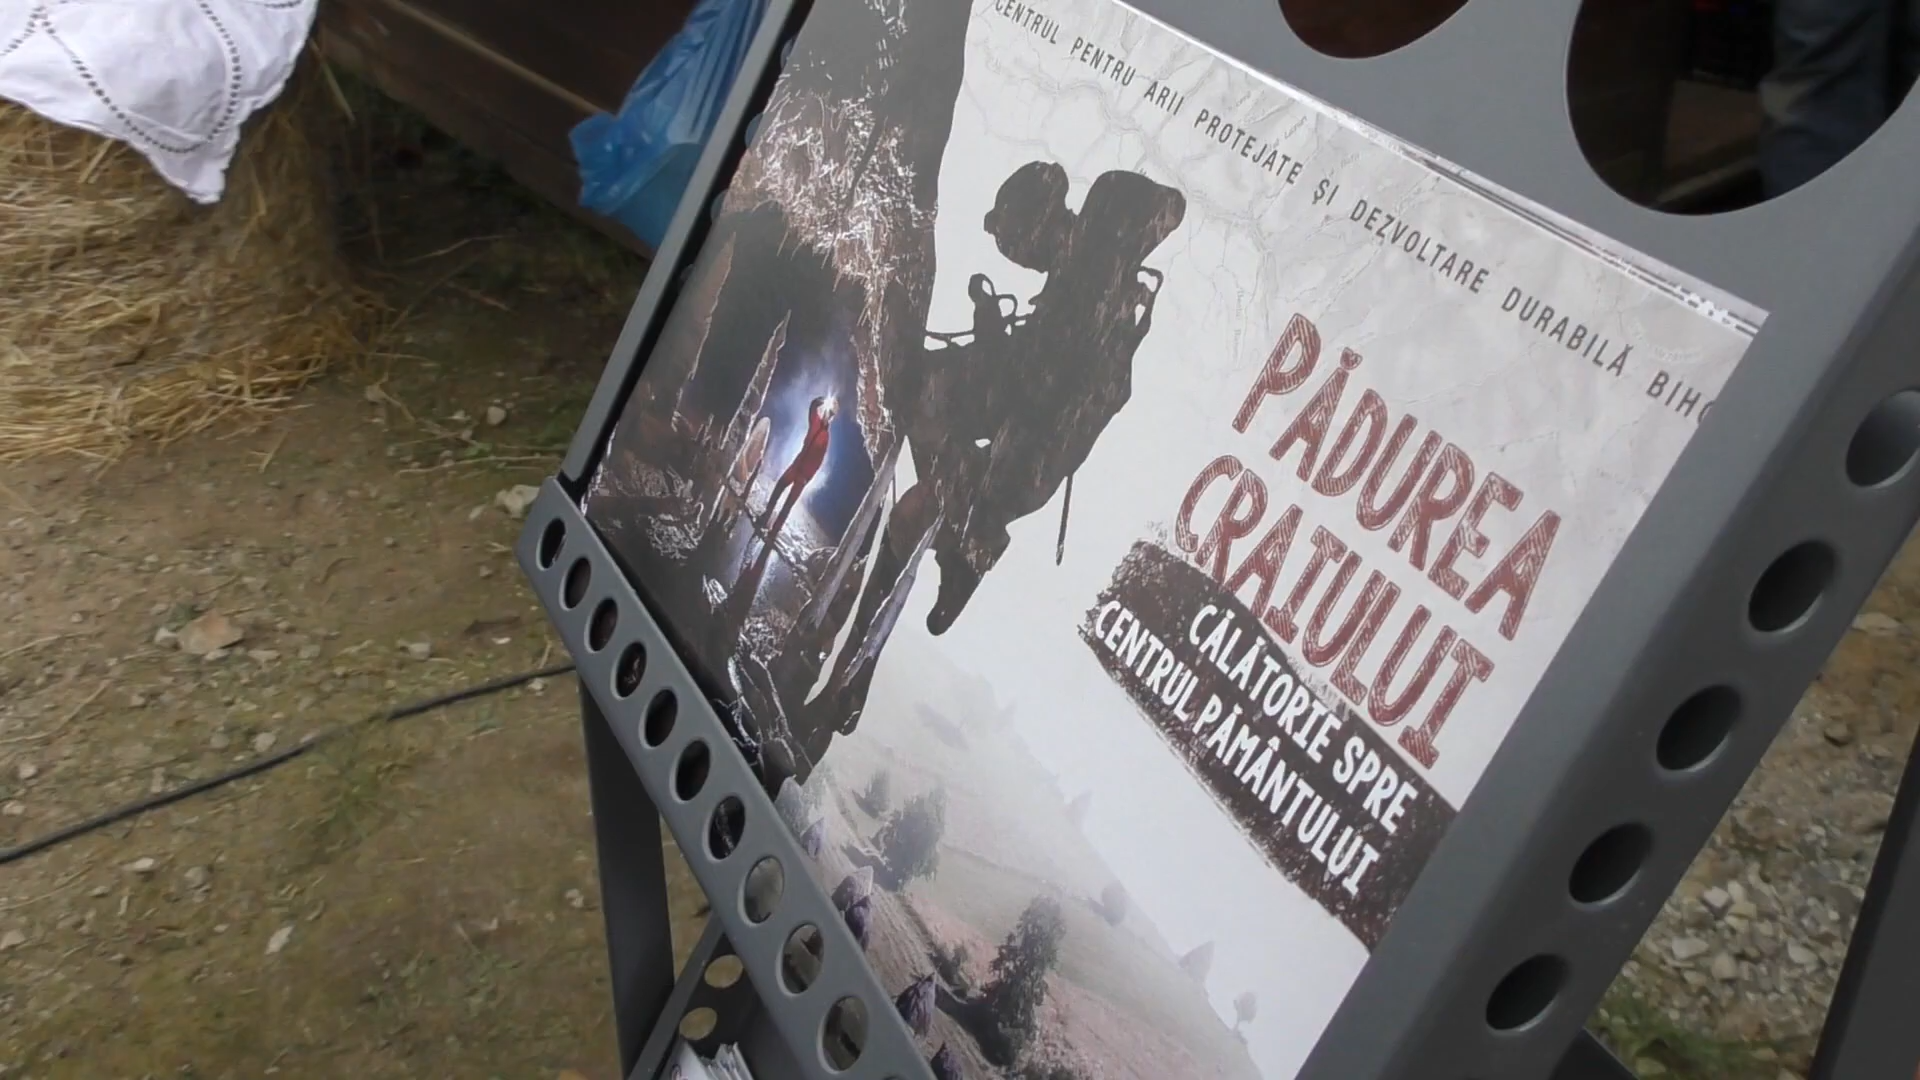 CENTRUL PENTRU ARII PROTEJATE ȘI DEZVOLTARE DURABILĂ
PĂDUREA
CRAIULUI
CĂLĂTORIE SPRE
CENTRUL PĂMÂNTULUI